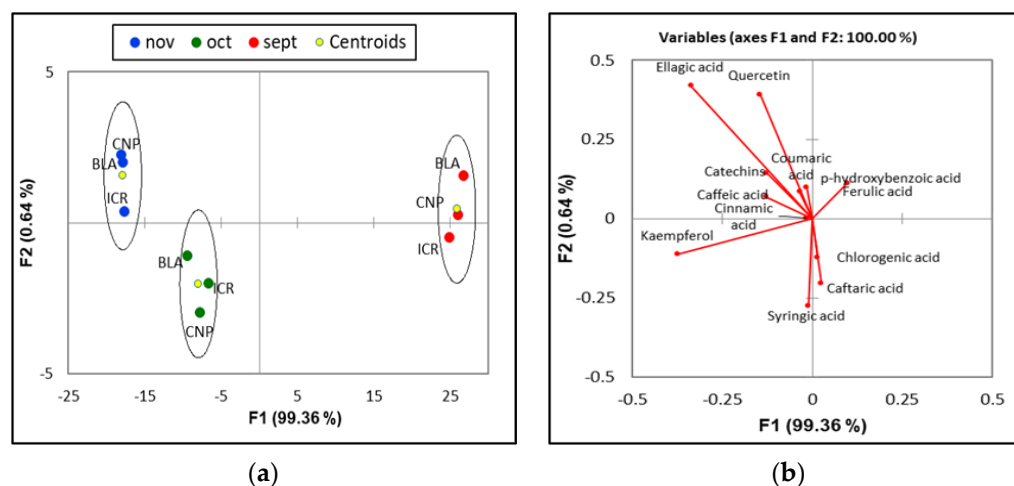 nov oct sept Centroids
5
CNP
BLA
ICR
BLA
CNP
ICR
BLA
ICR
CNP
-5
-25 -15 -5 5 15 25
F2 (0.64 %)
F1 (99.36 %)
(a)
Variables (axes F1 and F2: 100.00 %)
0.5
Ellagic acid
Quercetin
0.25
Coumaric
acid
Catechins
p-hydroxybenzoic acid
Caffeic acid
Ferulic acid
Cinnamic
acid
0
Kaempferol
Chlorogenic acid
-0.25
Caftaric acid
Syringic acid
-0.5
-0.5 -0.25 0 0.25 0.5
F2 (0.64 %)
F1 (99.36 %)
(b)